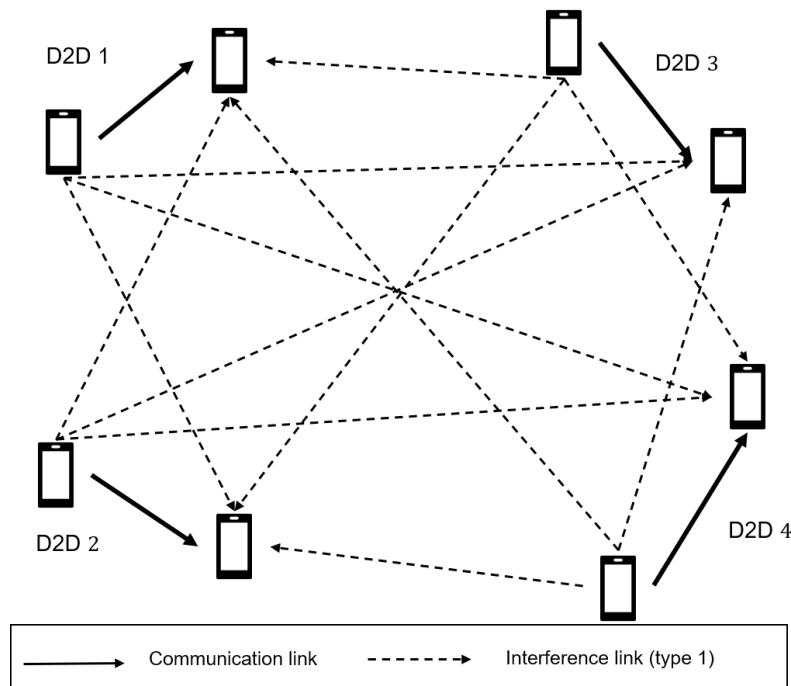 D2D 1
D2D 3
D2D 2
D2D 4
Communication link
Interference link (type 1)